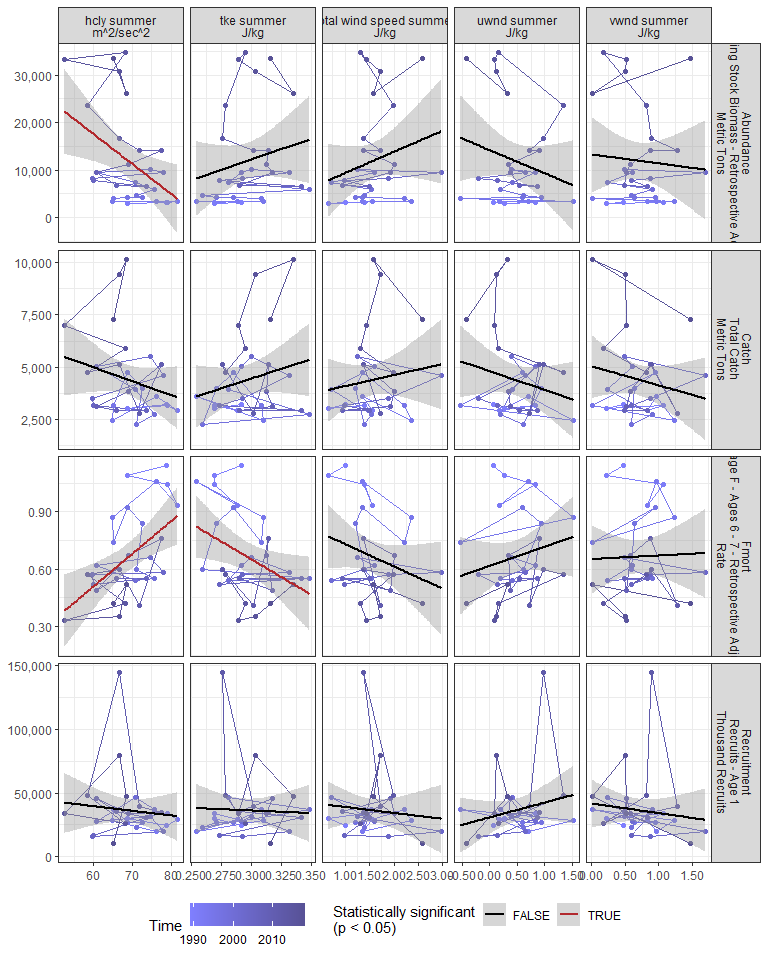 hcly summer
m^2/sec^2
tke summer
J/kg
otal wind speed summe
J/kg
uwnd summer
J/kg
vwnd summer
J/kg
30,000
20,000
10,000
0
Abundance
ing Stock Biomass - Retrospective A
Metric Tons
10,000
7,500
5,000
2,500
Catch
Total Catch
Metric Tons
0.90
0.60
0.30
Fmort
age F - Ages 6 - 7 - Retrospective Adj
Rate
150,000
100,000
50,000
0
Recruitment
Recruits - Age 1
Thousand Recruits
60 70 80
0.250 0.275 0.300 0.325 0.350
1.00 1.50 2.00 2.50 3.00
-0.50 0.00 0.50 1.00 1.50
0.00 0.50 1.00 1.50
Time
1990 2000 2010
Statistically significant
(p < 0.05)
FALSE
TRUE